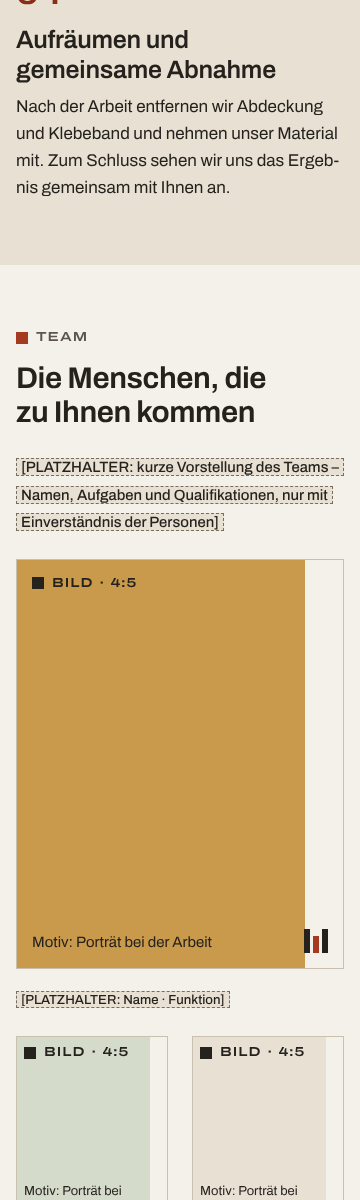 Aufräumen und
gemeinsame Abnahme
Nach der Arbeit entfernen wir Abdeckung
und Klebeband und nehmen unser Material
mit. Zum Schluss sehen wir uns das Ergeb-
nis gemeinsam mit Ihnen an.
TEAM
Die Menschen, die
zu Ihnen kommen
[PLATZHALTER: kurze Vorstellung des Teams –
Namen, Aufgaben und Qualifikationen, nur mit
Einverständnis der Personen]
BILD · 4:5
Motiv: Porträt bei der Arbeit
[PLATZHALTER: Name · Funktion]
BILD · 4:5
BILD · 4:5
Motiv: Porträt bei
Motiv: Porträt bei